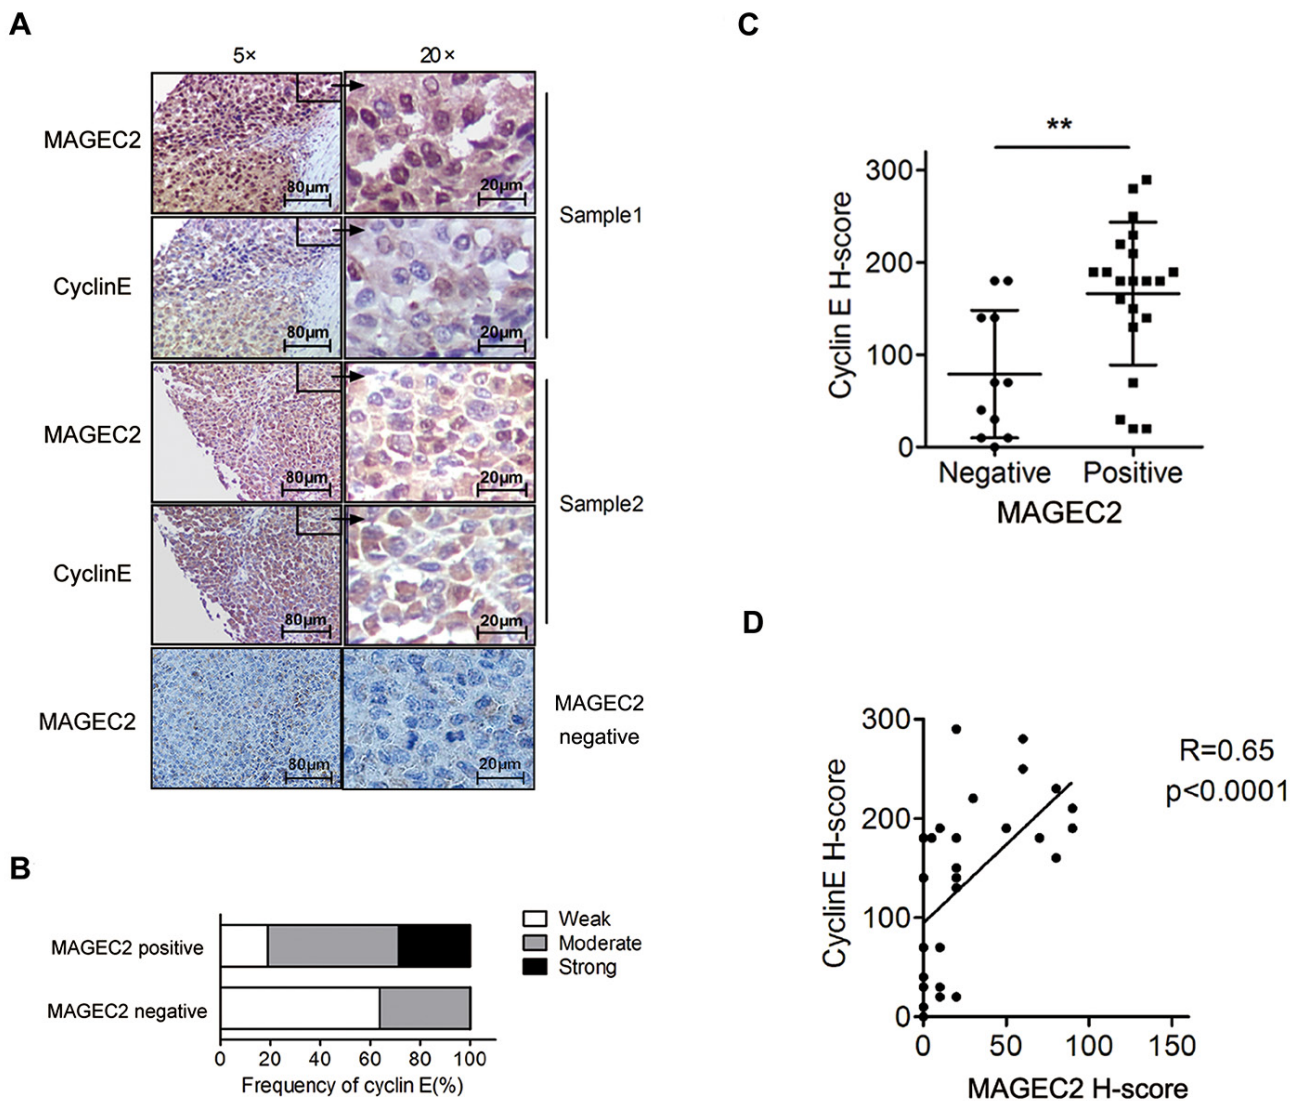 A
5×
20×
MAGEC2
80µm
20µm
Sample1
CyclinE
80µm
20µm
MAGEC2
80µm
20µm
Sample2
CyclinE
80µm
20µm
MAGEC2
80µm
20µm
MAGEC2
negative
B
MAGEC2 positive
MAGEC2 negative
0 20 40 60 80 100
Frequency of cyclin E(%)
Weak
Moderate
Strong
C
**
Cyclin E H-score
300
200
100
0
Negative Positive
MAGEC2
D
CyclinE H-score
300
200
100
0
0 50 100 150
MAGEC2 H-score
R=0.65
p<0.0001